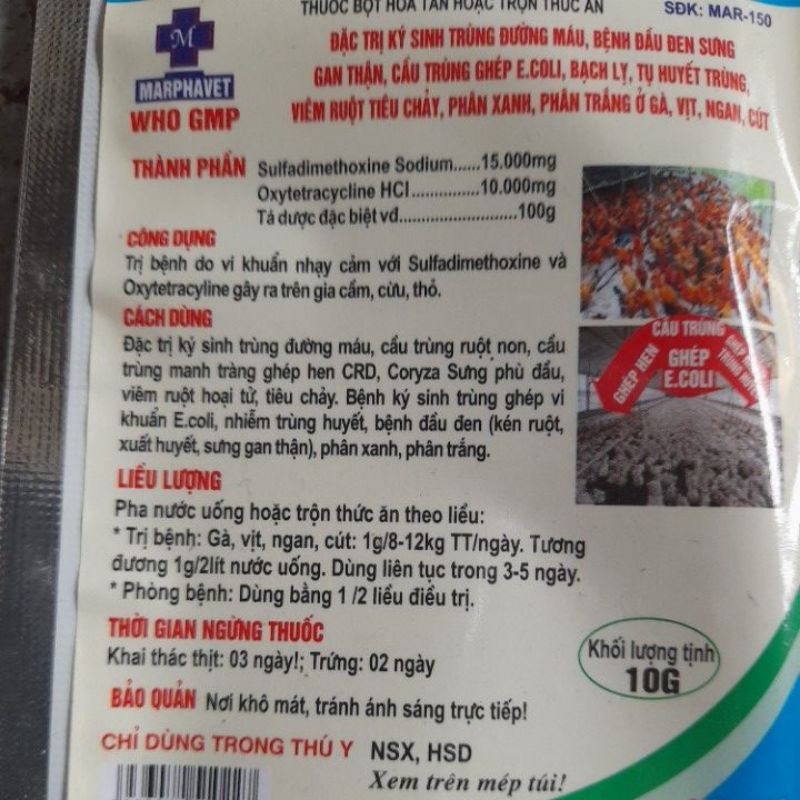 THUỐC BỘT HÒA TAN HOẶC TRỘN THỨC ĂN
SĐK: MAR-150
M
MARPHAVET
WHO GMP
ĐẶC TRỊ KÝ SINH TRÙNG ĐƯỜNG MÁU, BỆNH ĐẦU ĐEN SƯNG
GAN THẬN, CẦU TRÙNG GHÉP E.COLI, BẠCH LỴ, TỤ HUYẾT TRÙNG,
VIÊM RUỘT TIÊU CHẢY, PHÂN XANH, PHÂN TRẮNG Ở GÀ, VỊT, NGAN, CÚT
THÀNH PHẦN Sulfadimethoxine Sodium......15.000mg
Oxytetracycline HCl..............10.000mg
Tá dược đặc biệt vđ......................100g
CÔNG DỤNG
Trị bệnh do vi khuẩn nhạy cảm với Sulfadimethoxine và
Oxytetracyline gây ra trên gia cầm, cừu, thỏ.
CÁCH DÙNG
Đặc trị ký sinh trùng đường máu, cầu trùng ruột non, cầu
trùng manh tràng ghép hen CRD, Coryza Sưng phù đầu,
viêm ruột hoại tử, tiêu chảy. Bệnh ký sinh trùng ghép vi
khuẩn E.coli, nhiễm trùng huyết, bệnh đầu đen (kén ruột,
xuất huyết, sưng gan thận), phân xanh, phân trắng.
CẦU TRÙNG
GHÉP HEN
GHÉP
E.COLI
GHÉP
LIỀU LƯỢNG
Pha nước uống hoặc trộn thức ăn theo liều:
* Trị bệnh: Gà, vịt, ngan, cút: 1g/8-12kg TT/ngày. Tương
đương 1g/2lít nước uống. Dùng liên tục trong 3-5 ngày.
* Phòng bệnh: Dùng bằng 1 /2 liều điều trị.
THỜI GIAN NGỪNG THUỐC
Khai thác thịt: 03 ngày!; Trứng: 02 ngày
Khối lượng tịnh
10G
BẢO QUẢN Nơi khô mát, tránh ánh sáng trực tiếp!
CHỈ DÙNG TRONG THÚ Y NSX, HSD
Xem trên mép túi!